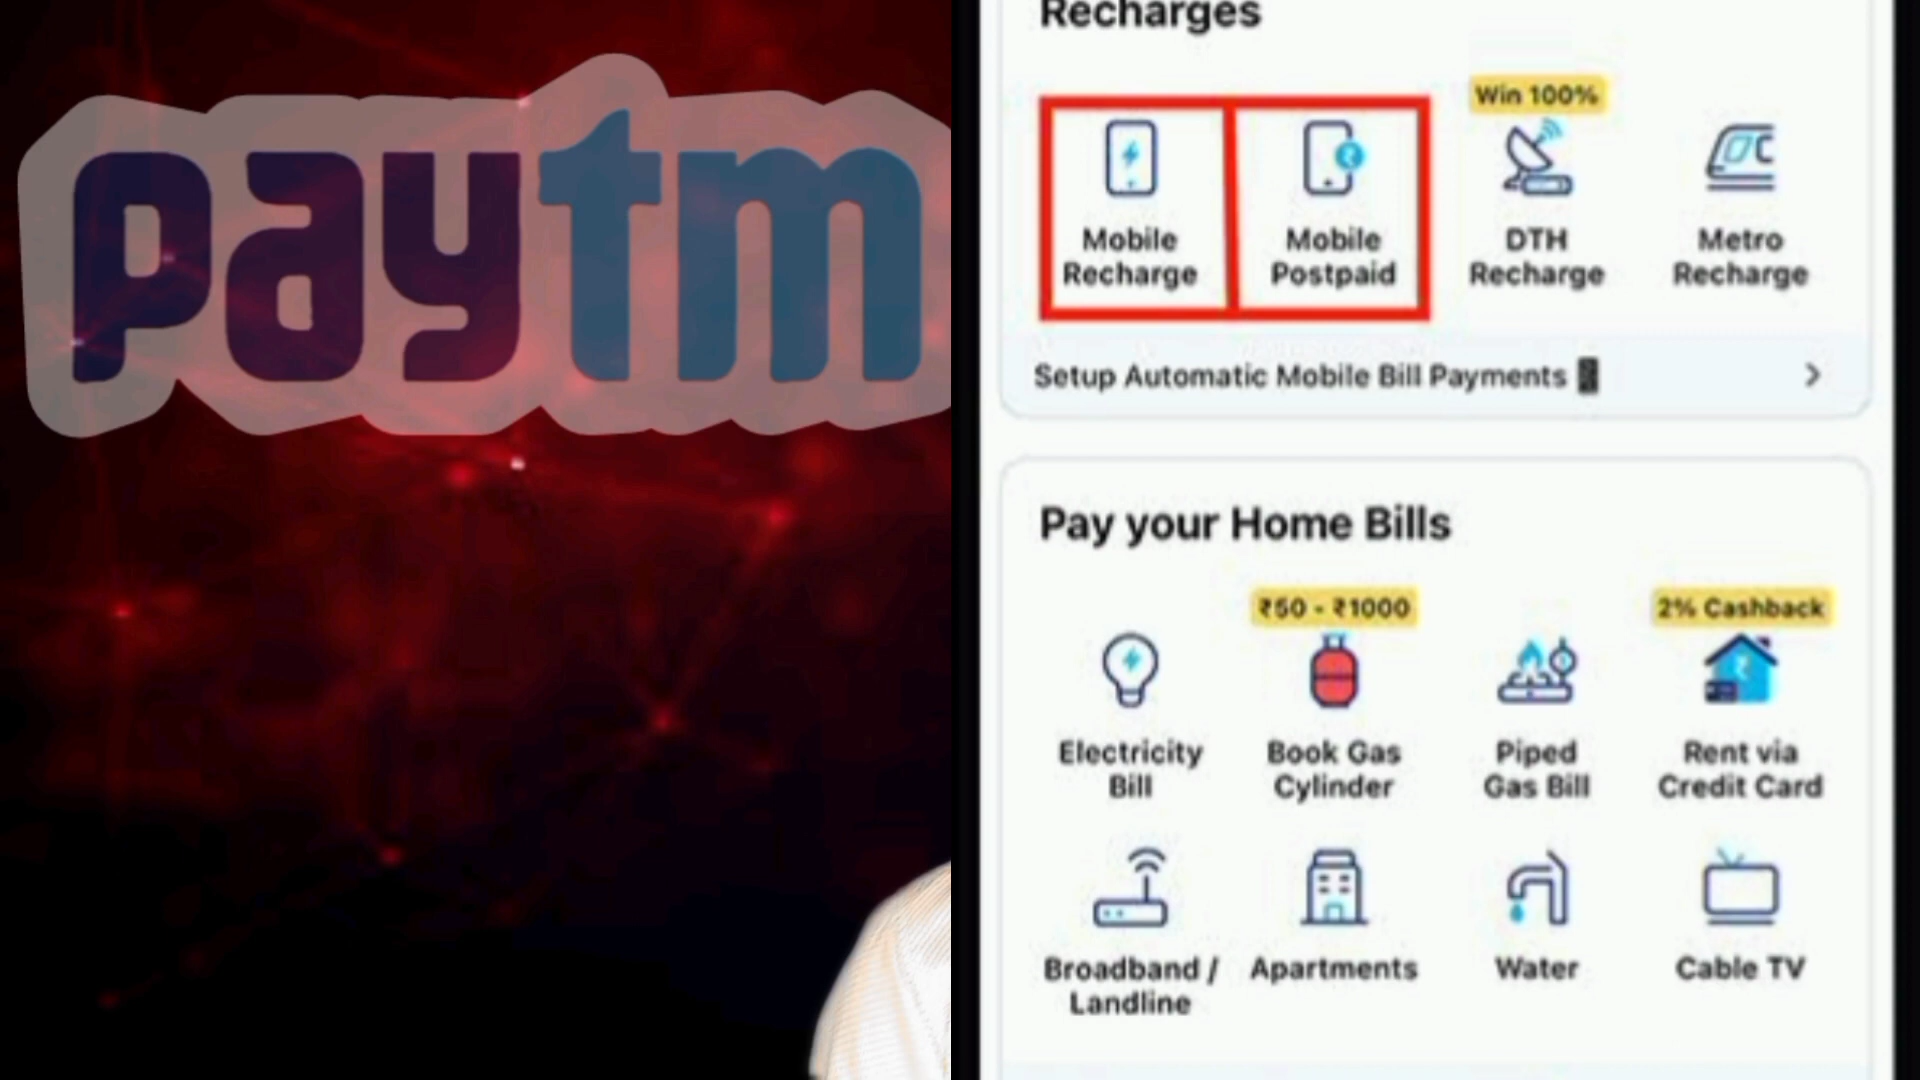 paytm
Recharges
Win 100%
Mobile
Recharge
Mobile
Postpaid
DTH
Recharge
Metro
Recharge
Setup Automatic Mobile Bill Payments
Pay your Home Bills
₹50 - ₹1000
2% Cashback
Electricity
Bill
Book Gas
Cylinder
Piped
Gas Bill
Rent via
Credit Card
Broadband /
Landline
Apartments
Water
Cable TV